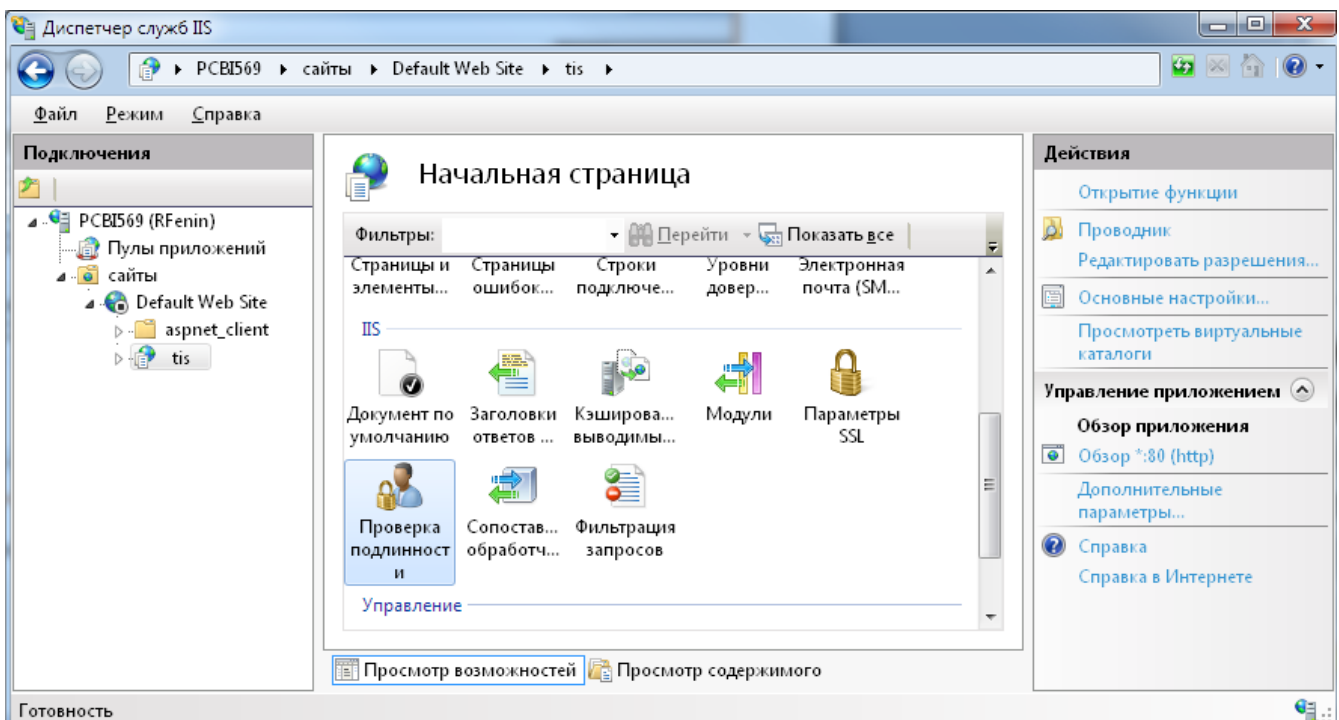 Диспетчер служб IIS
PCBI569 сайты Default Web Site tis
Файл Режим Справка
Подключения
PCBI569 (RFenin)
Пулы приложений
сайты
Default Web Site
aspnet_client
tis
Начальная страница
Фильтры: Перейти Показать все
Страницы и Страницы Строки Уровни Электронная
элементы... ошибок... подключе... довер... почта (SM...
IIS
Документ по Заголовки Кэширова... Модули Параметры
умолчанию ответов ... выводимы... SSL
Проверка Сопостав... Фильтрация
подлинност обработч... запросов
и
Управление
Просмотр возможностей Просмотр содержимого
Действия
Открытие функции
Проводник
Редактировать разрешения...
Основные настройки...
Просмотреть виртуальные
каталоги
Управление приложением
Обзор приложения
Обзор *:80 (http)
Дополнительные
параметры...
Справка
Справка в Интернете
Готовность